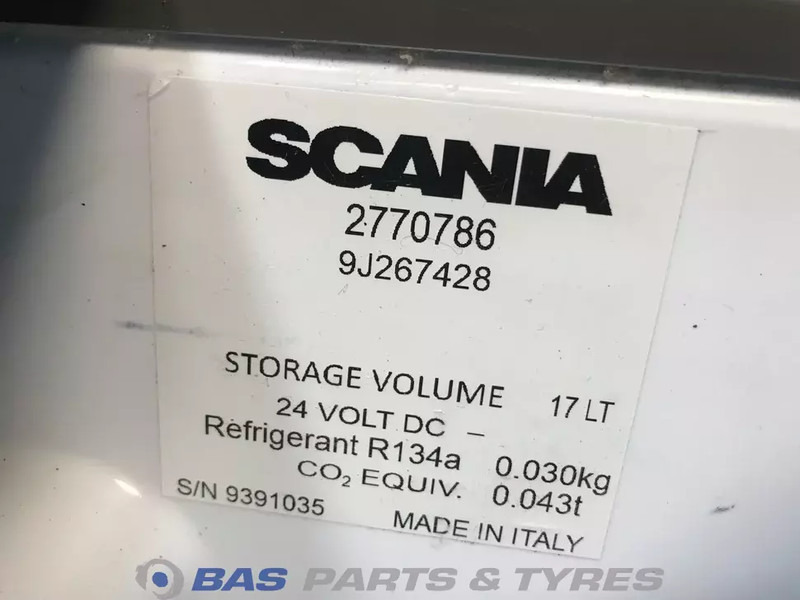 SCANIA
2770786
9J267428
STORAGE VOLUME 17 LT
24 VOLT DC –
Refrigerant R134a 0.030kg
CO₂ EQUIV. 0.043t
S/N 9391035 MADE IN ITALY
BAS PARTS & TYRES